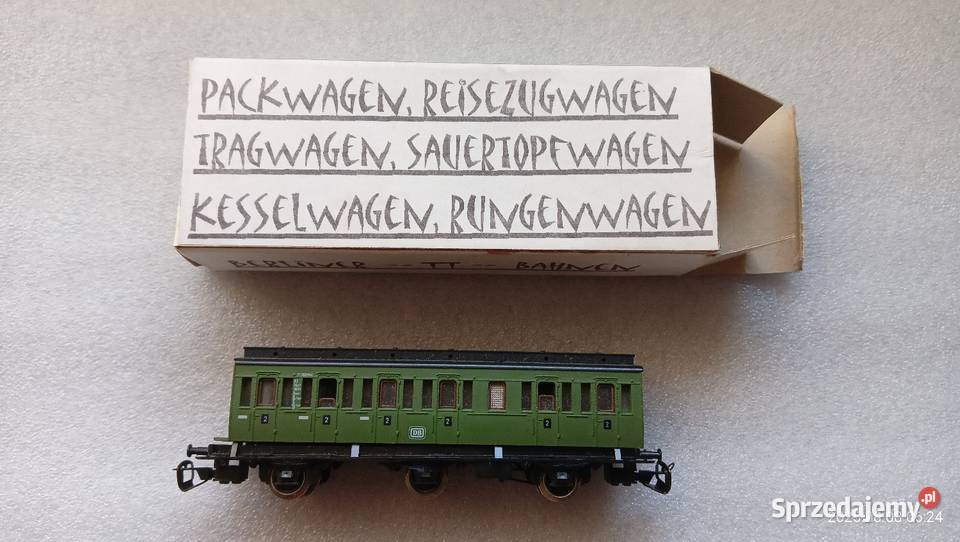 PACKWAGEN, REISEZUGWAGEN
TRAGWAGEN, SAUERTOPFWAGEN
KESSELWAGEN, RUNGENWAGEN
BERLINER -- TT -- BAHNEN
2 2 2 2 2 2
DB
Sprzedajemy.pl